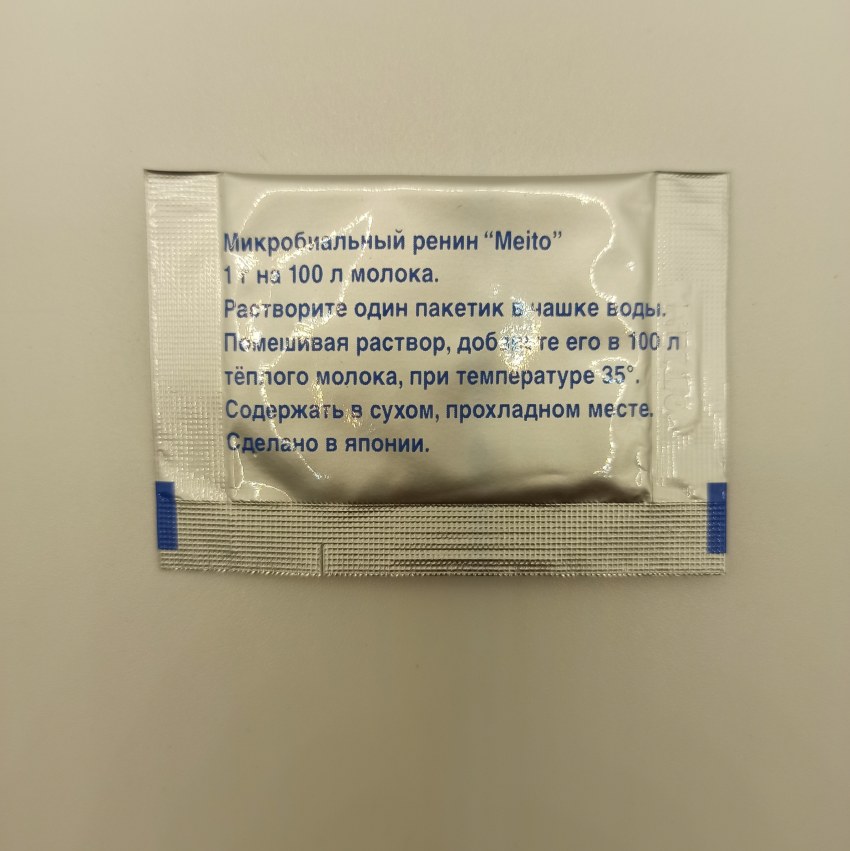 Микробиальный ренин “Meito”
1 г на 100 л молока.
Растворите один пакетик в чашке воды.
Помешивая раствор, добавьте его в 100 л
тёплого молока, при температуре 35°.
Содержать в сухом, прохладном месте.
Сделано в японии.